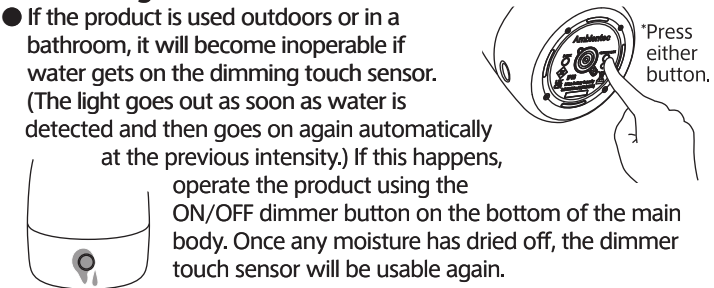 ● If the product is used outdoors or in a
bathroom, it will become inoperable if
water gets on the dimming touch sensor.
(The light goes out as soon as water is
detected and then goes on again automatically
at the previous intensity.) If this happens,
operate the product using the
ON/OFF dimmer button on the bottom of the main
body. Once any moisture has dried off, the dimmer
touch sensor will be usable again.
*Press
either
button.
Ambientec